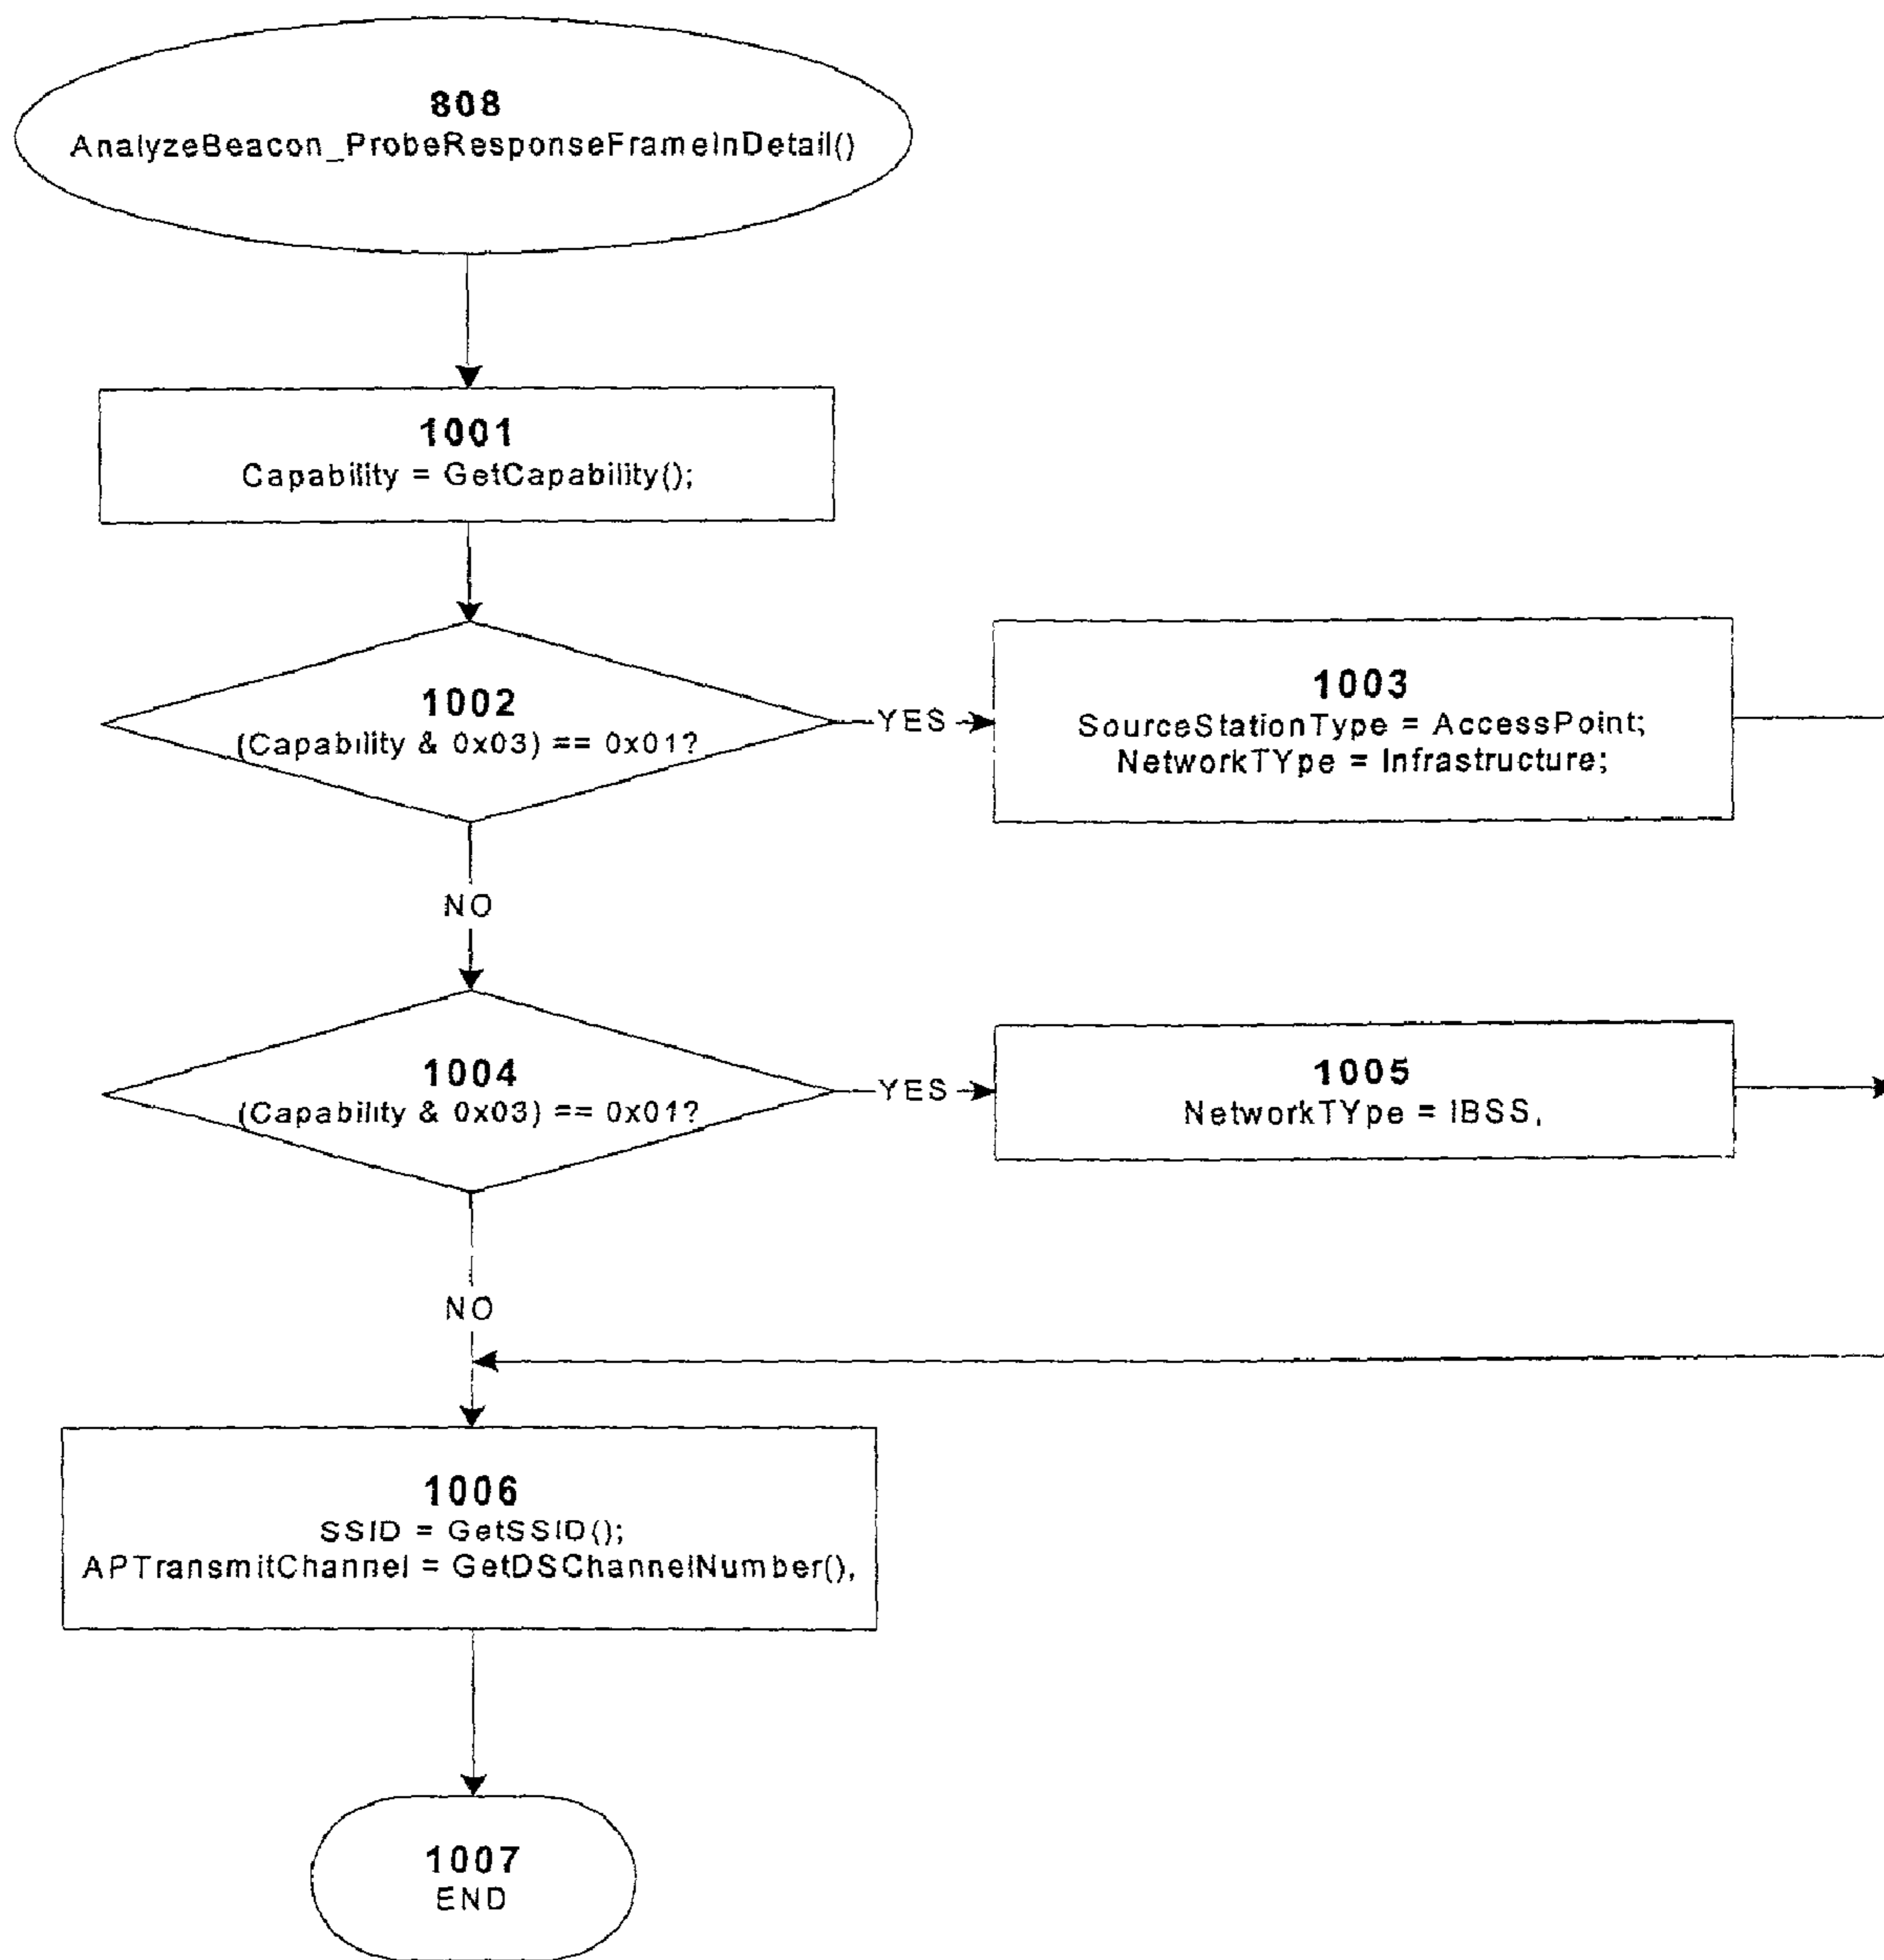 808
AnalyzeBeacon_ProbeResponseFrameInDetail()
1001
Capability = GetCapability();
1002
(Capability & 0x03) == 0x01?
YES
1003
SourceStationType = AccessPoint;
NetworkTYpe = Infrastructure;
NO
1004
(Capability & 0x03) == 0x01?
YES
1005
NetworkTYpe = IBSS,
NO
1006
SSID = GetSSID();
APTransmitChannel = GetDSChannelNumber(),
1007
END